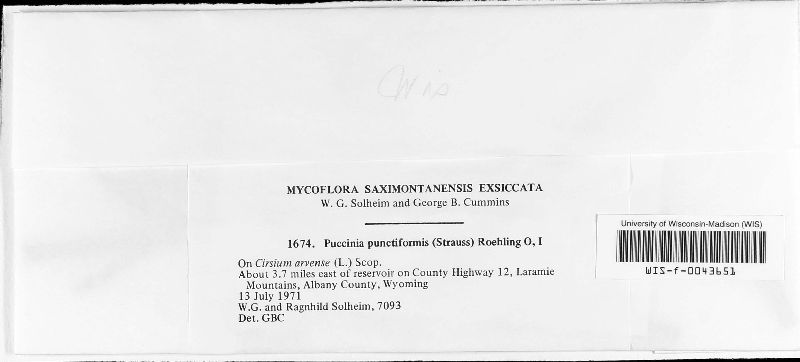 Wis
MYCOFLORA SAXIMONTANENSIS EXSICCATA
W. G. Solheim and George B. Cummins
1674. Puccinia punctiformis (Strauss) Roehling O, I
On Cirsium arvense (L.) Scop.
About 3.7 miles east of reservoir on County Highway 12, Laramie
Mountains, Albany County, Wyoming
13 July 1971
W.G. and Ragnhild Solheim, 7093
Det. GBC
University of Wisconsin-Madison (WIS)
WIS-f-0043651